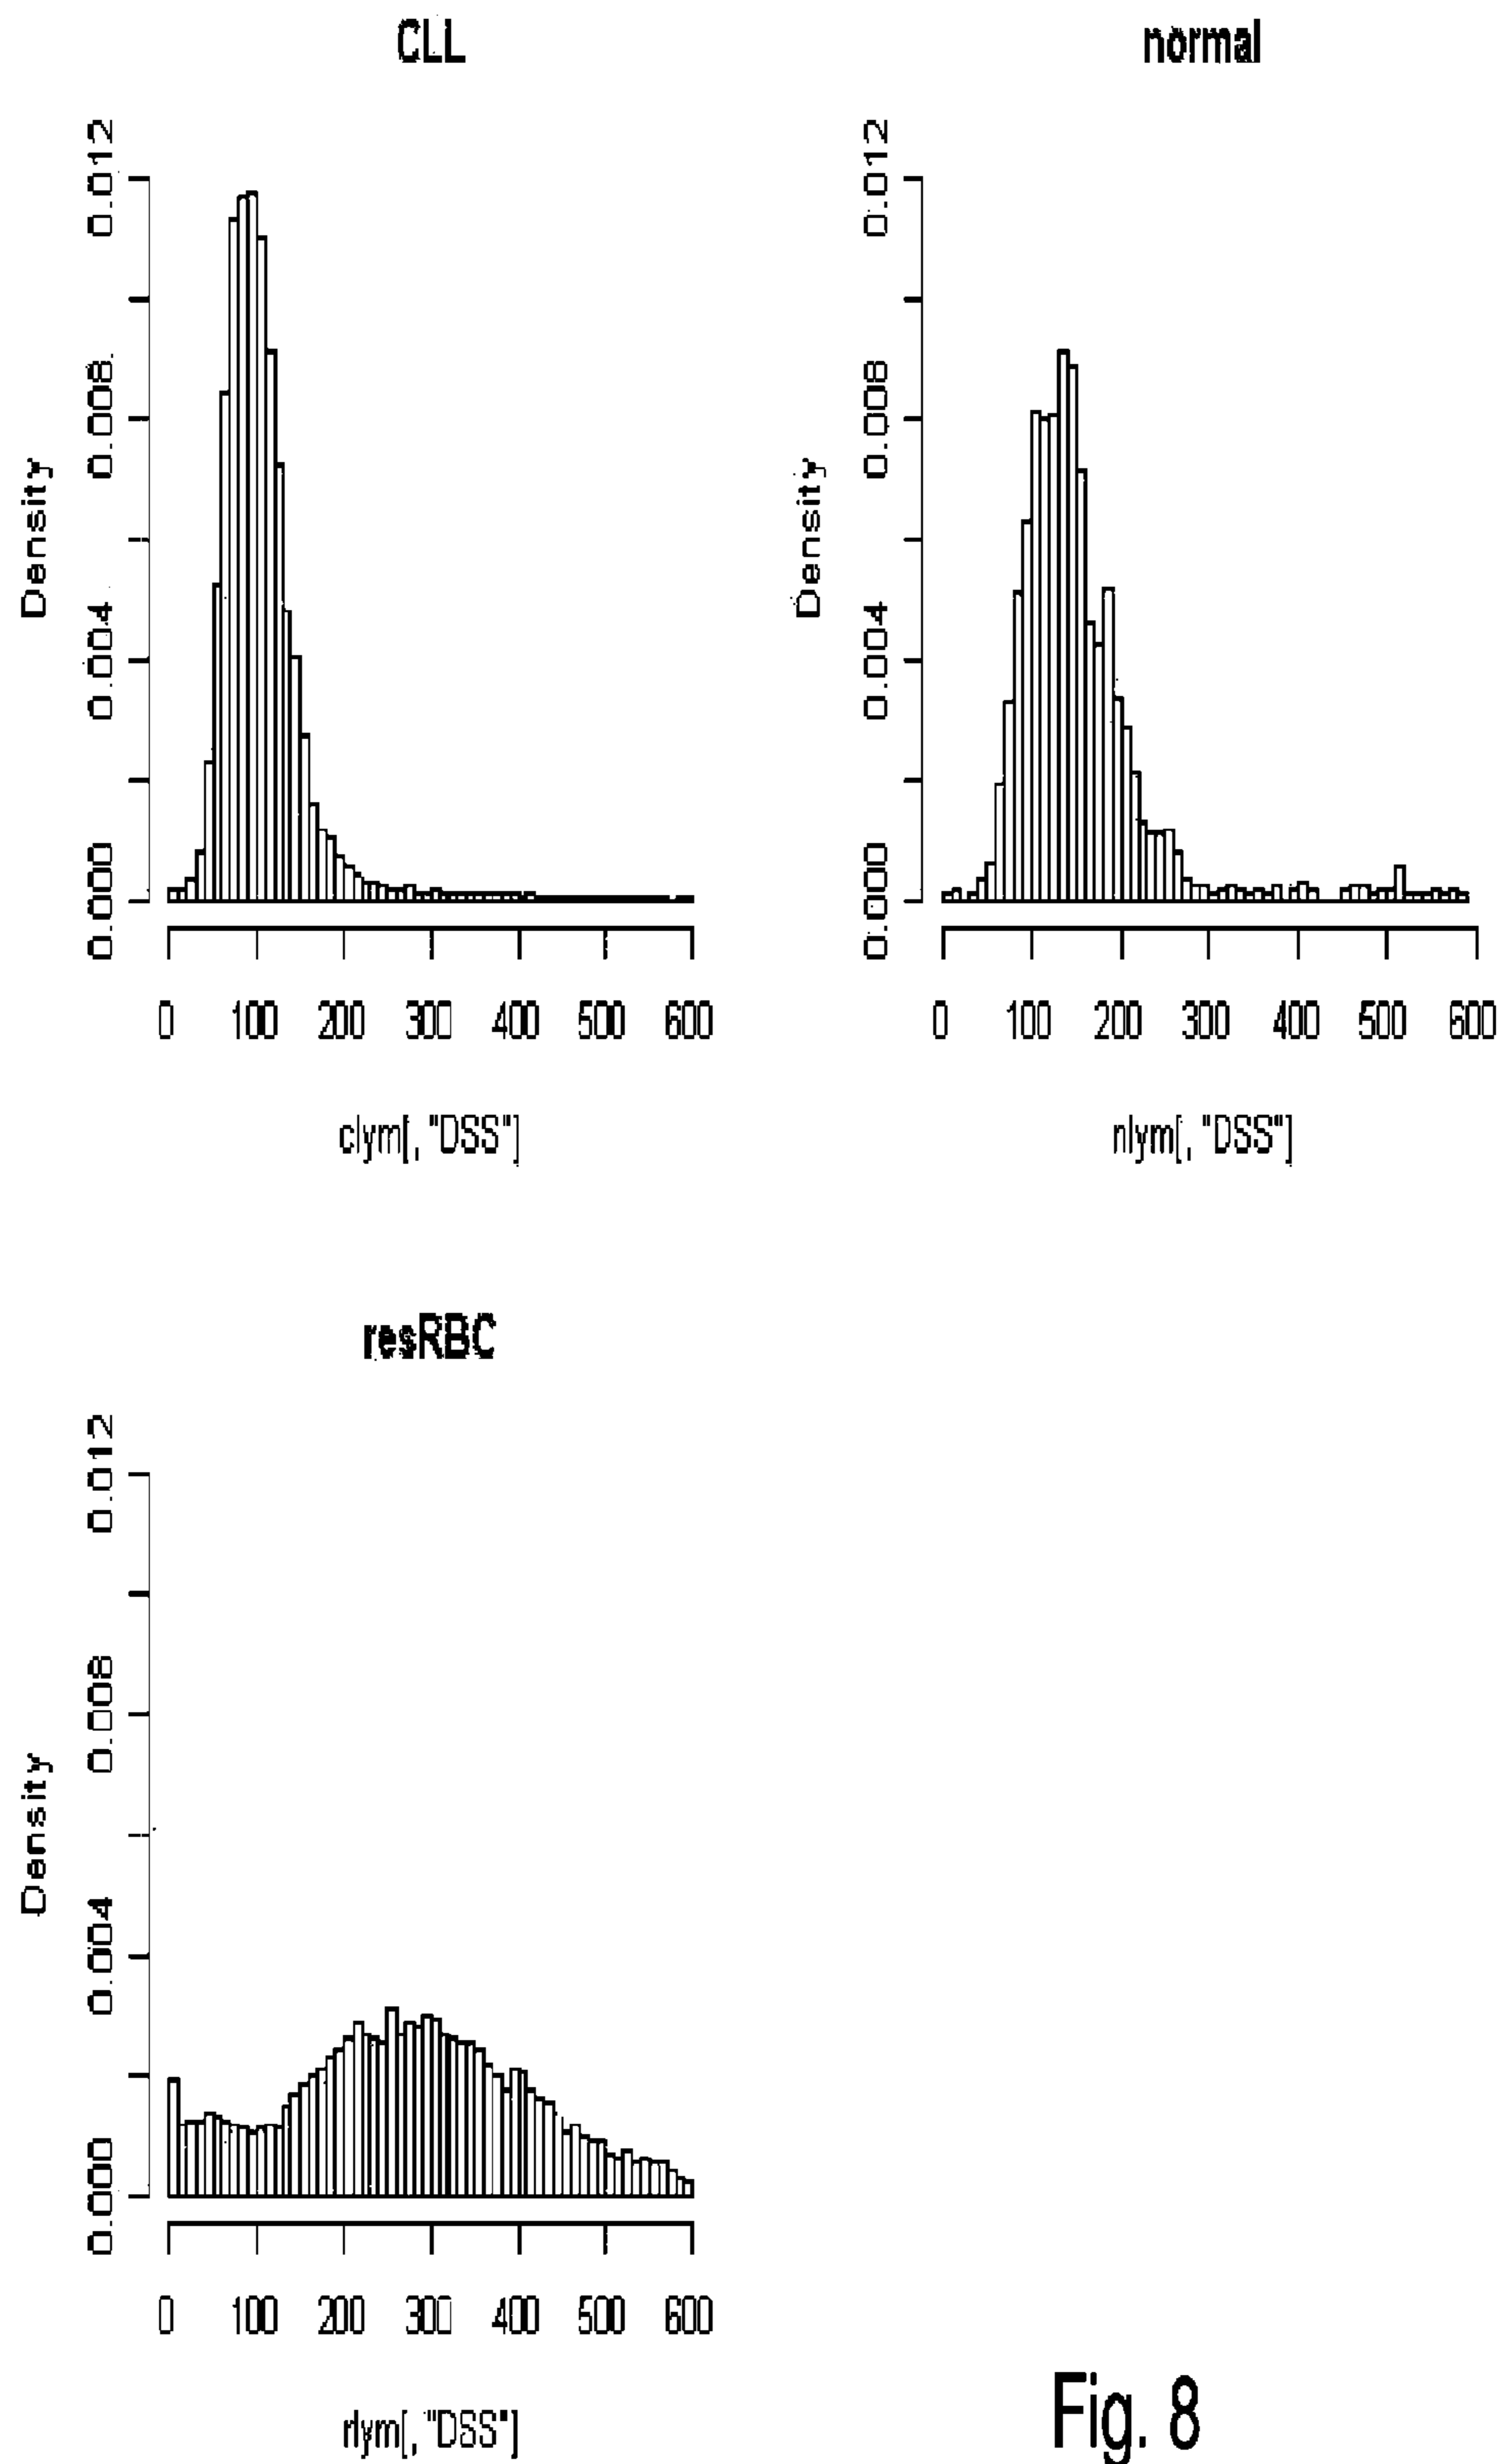 CLL
Density
0.000 0.004 0.008 0.012
0 100 200 300 400 500 600
clym[, "DSS"]
normal
Density
0.000 0.004 0.008 0.012
0 100 200 300 400 500 600
nlym[, "DSS"]
resRBC
Density
0.000 0.004 0.008 0.012
0 100 200 300 400 500 600
rlym[, "DSS"]
Fig. 8